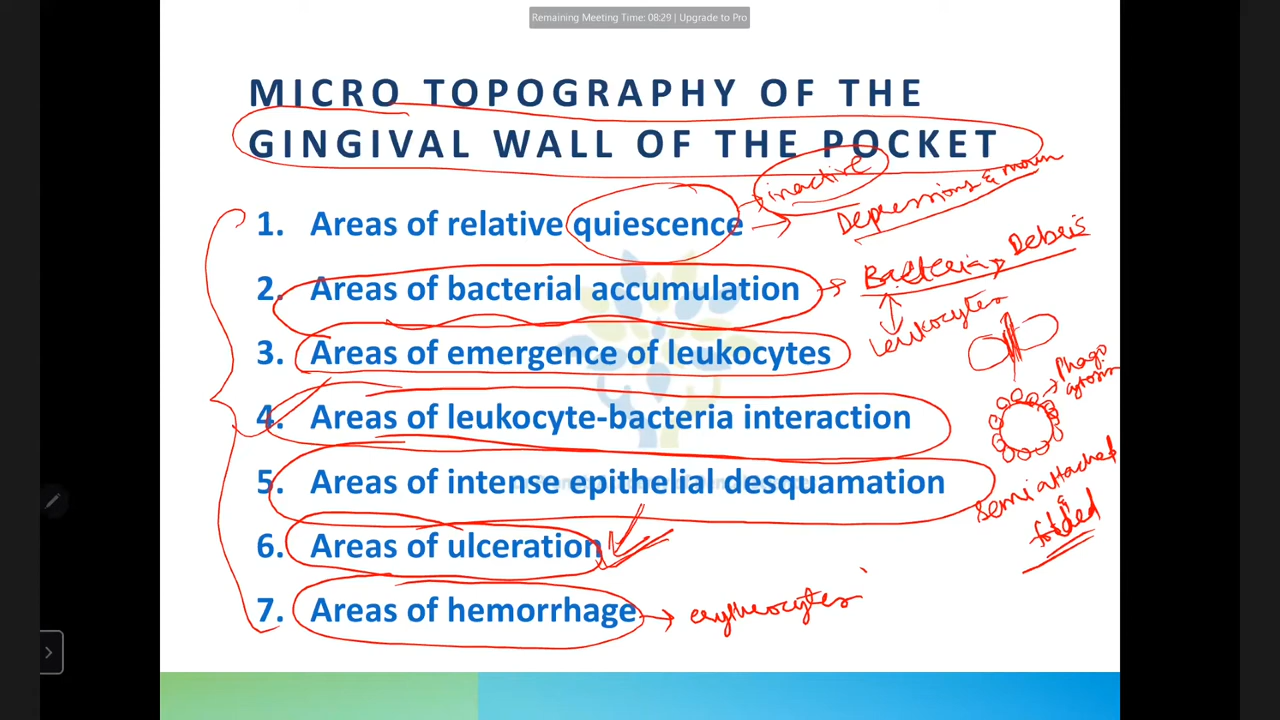 Remaining Meeting Time: 08:29 | Upgrade to Pro
MICRO TOPOGRAPHY OF THE
GINGIVAL WALL OF THE POCKET
inactive
Depressions &
1. Areas of relative quiescence
2. Areas of bacterial accumulation
Bacteria, Debris
Leukocytes
3. Areas of emergence of leukocytes
Phago
4. Areas of leukocyte-bacteria interaction
5. Areas of intense epithelial desquamation
Semi attached
&
folded
6. Areas of ulceration
7. Areas of hemorrhage
erythrocytes